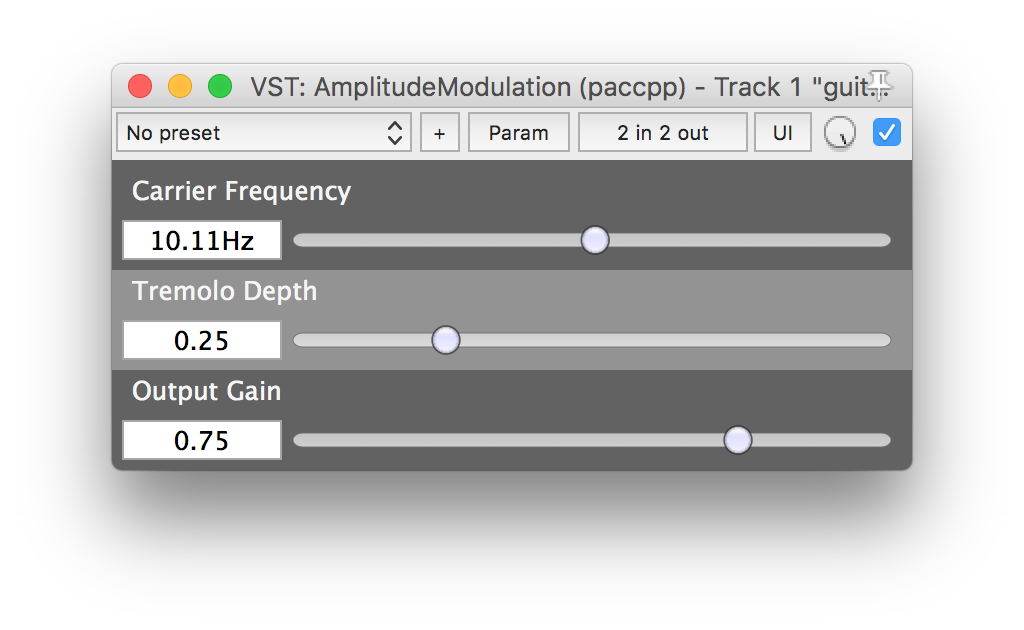 VST: AmplitudeModulation (paccpp) - Track 1 "guit...
No preset + Param 2 in 2 out UI
Carrier Frequency
10.11Hz
Tremolo Depth
0.25
Output Gain
0.75